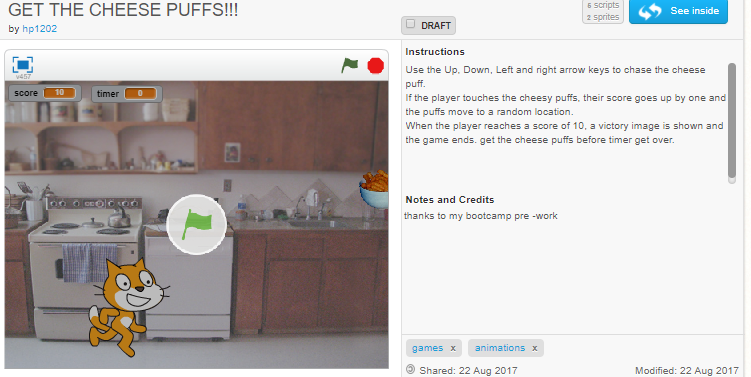 GET THE CHEESE PUFFS!!!
by hp1202
DRAFT
6 scripts
2 sprites
See inside
v457
score 10
timer 0
Instructions
Use the Up, Down, Left and right arrow keys to chase the cheese
puff.
If the player touches the cheesy puffs, their score goes up by one and
the puffs move to a random location.
When the player reaches a score of 10, a victory image is shown and
the game ends. get the cheese puffs before timer get over.
Notes and Credits
thanks to my bootcamp pre -work
games x
animations x
Shared: 22 Aug 2017
Modified: 22 Aug 2017